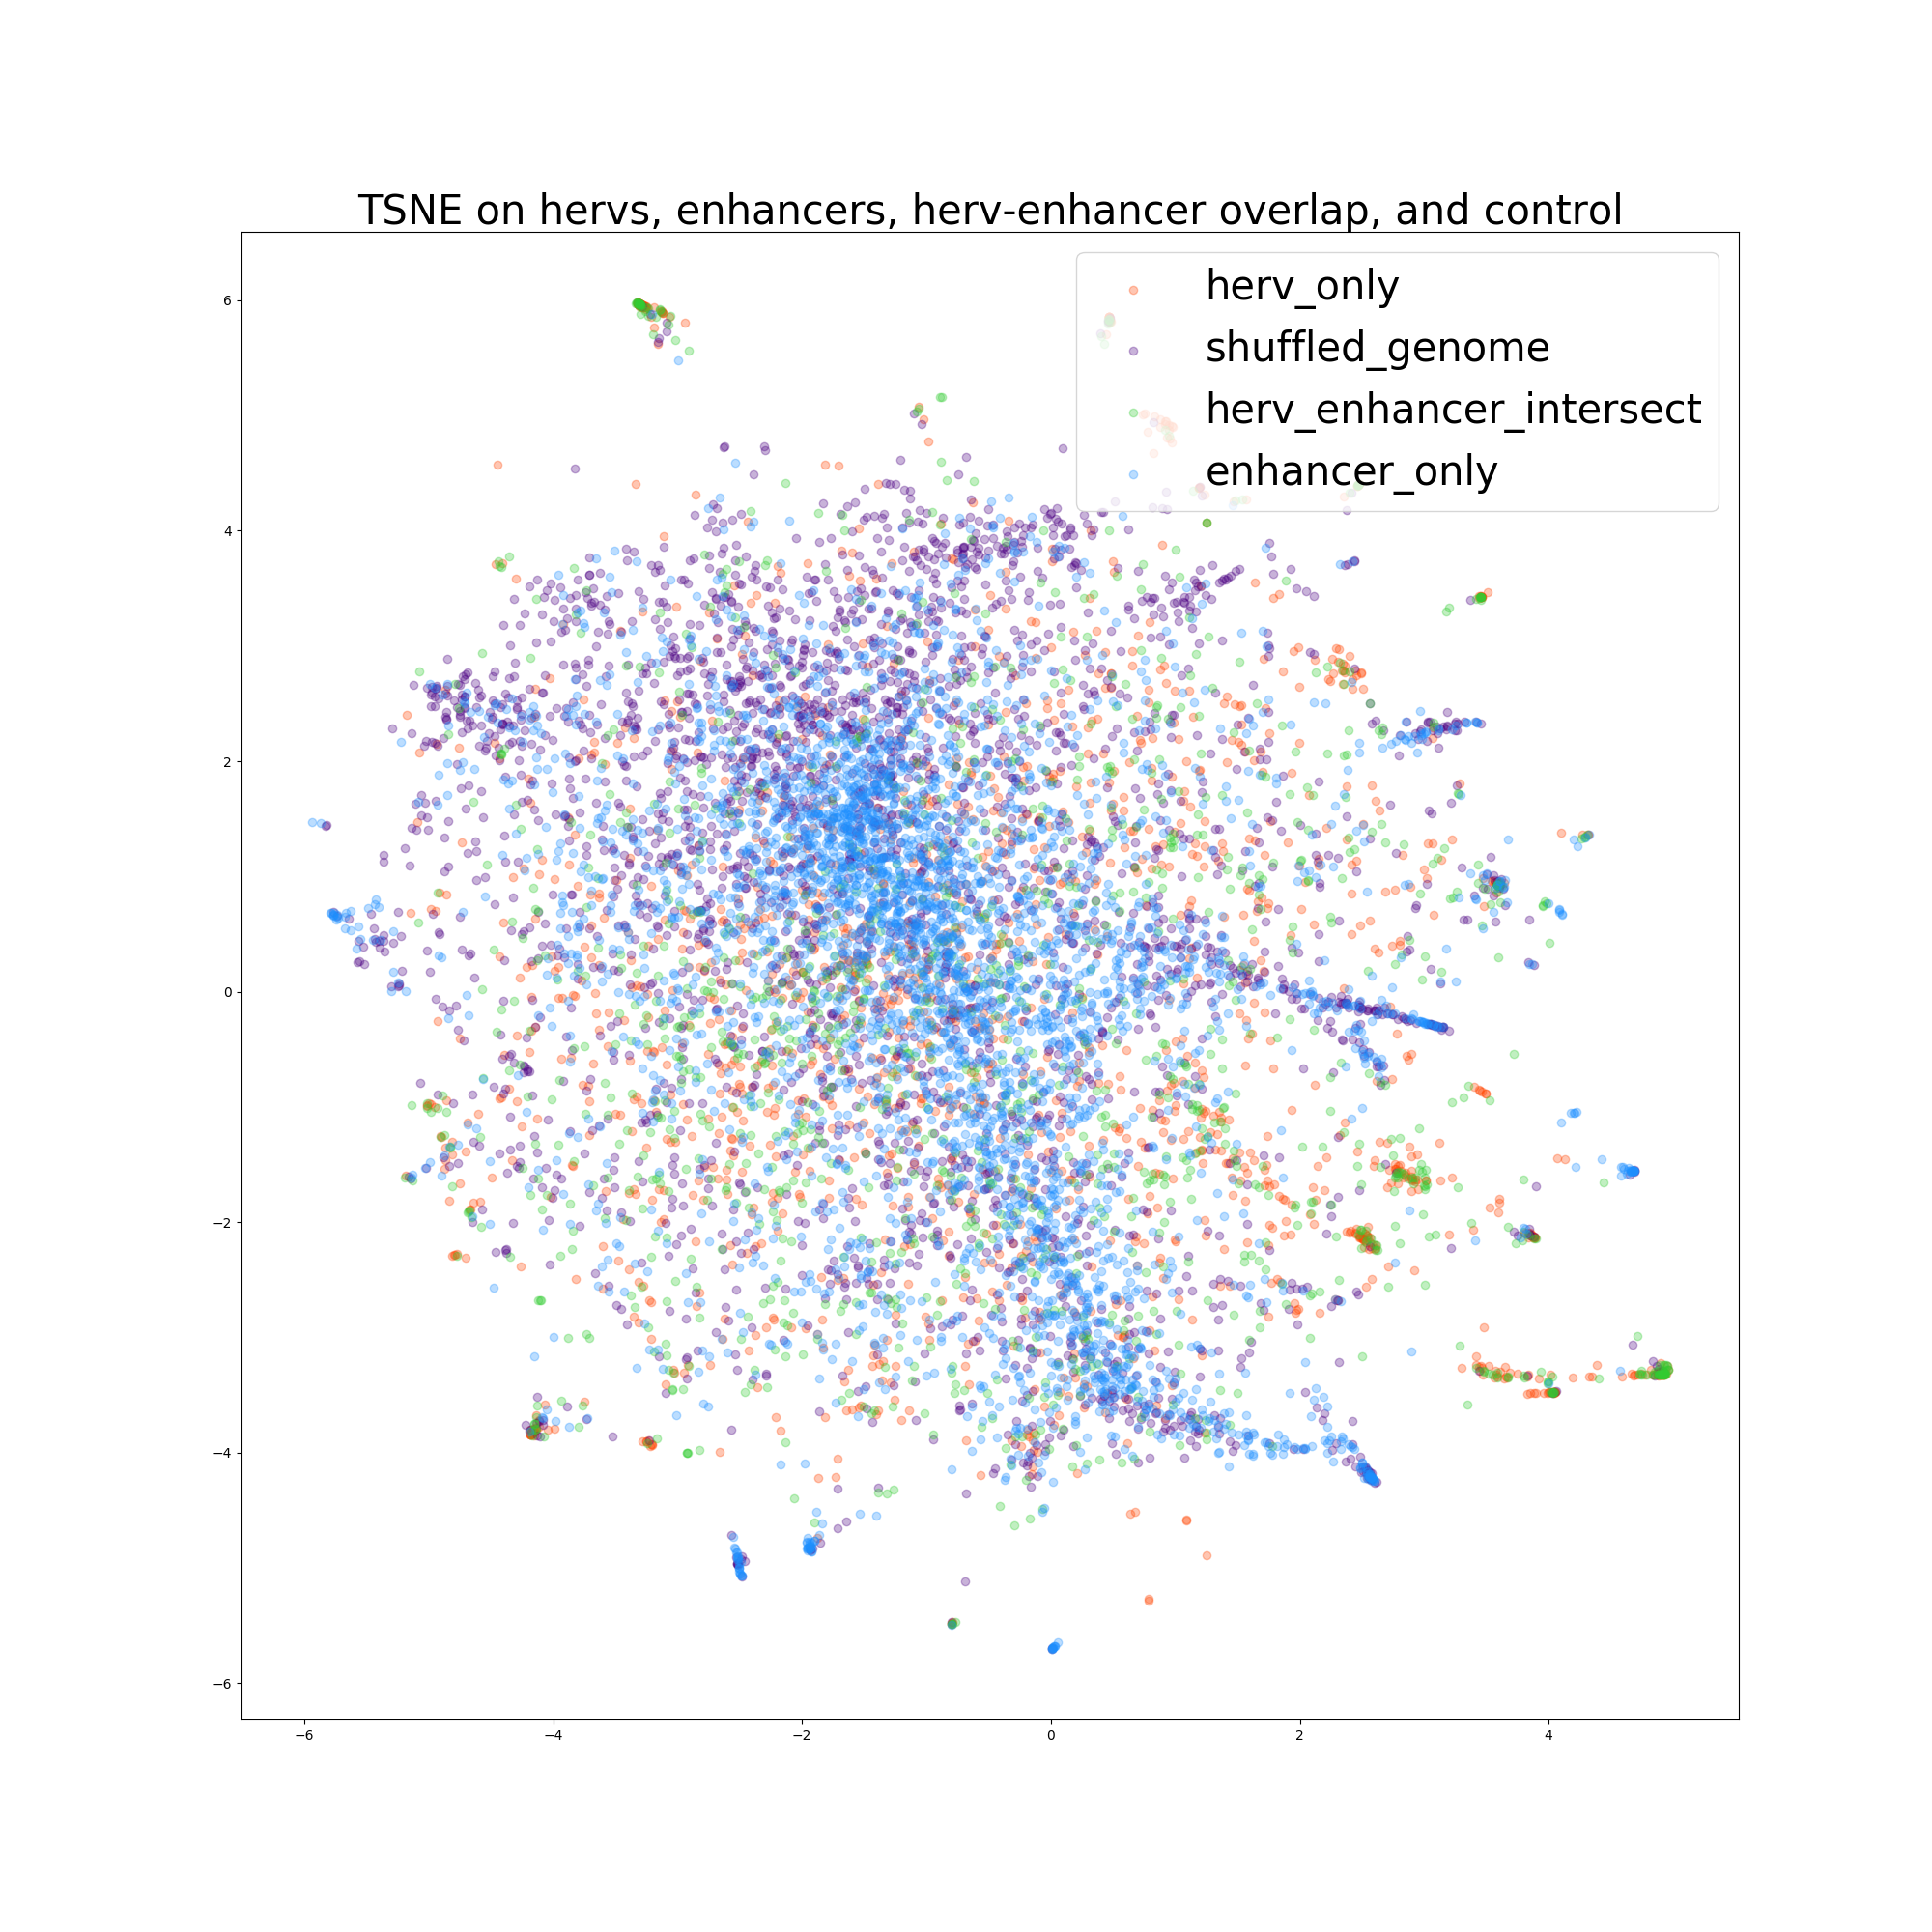 TSNE on hervs, enhancers, herv-enhancer overlap, and control
herv_only
shuffled_genome
herv_enhancer_intersect
enhancer_only
6
4
2
0
−2
−4
−6
−6
−4
−2
0
2
4